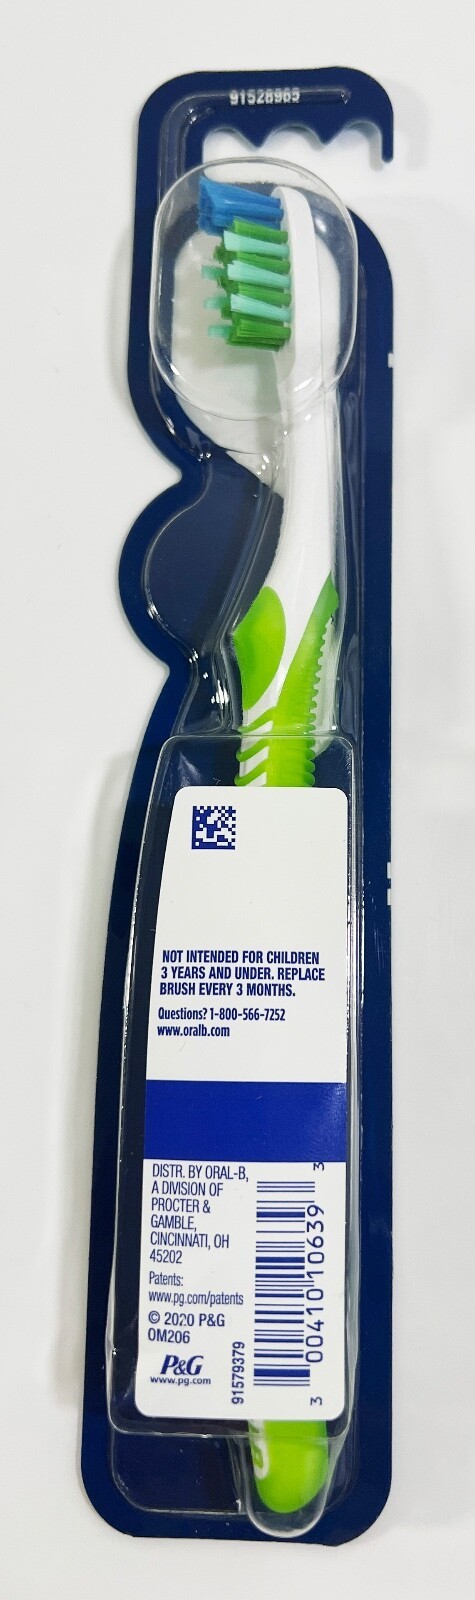 91528965
NOT INTENDED FOR CHILDREN
3 YEARS AND UNDER. REPLACE
BRUSH EVERY 3 MONTHS.
Questions? 1-800-566-7252
www.oralb.com
DISTR. BY ORAL-B,
A DIVISION OF
PROCTER &
GAMBLE,
CINCINNATI, OH
45202
Patents:
www.pg.com/patents
© 2020 P&G
OM206
P&G
www.pg.com
91579379
3 00410 10639 3